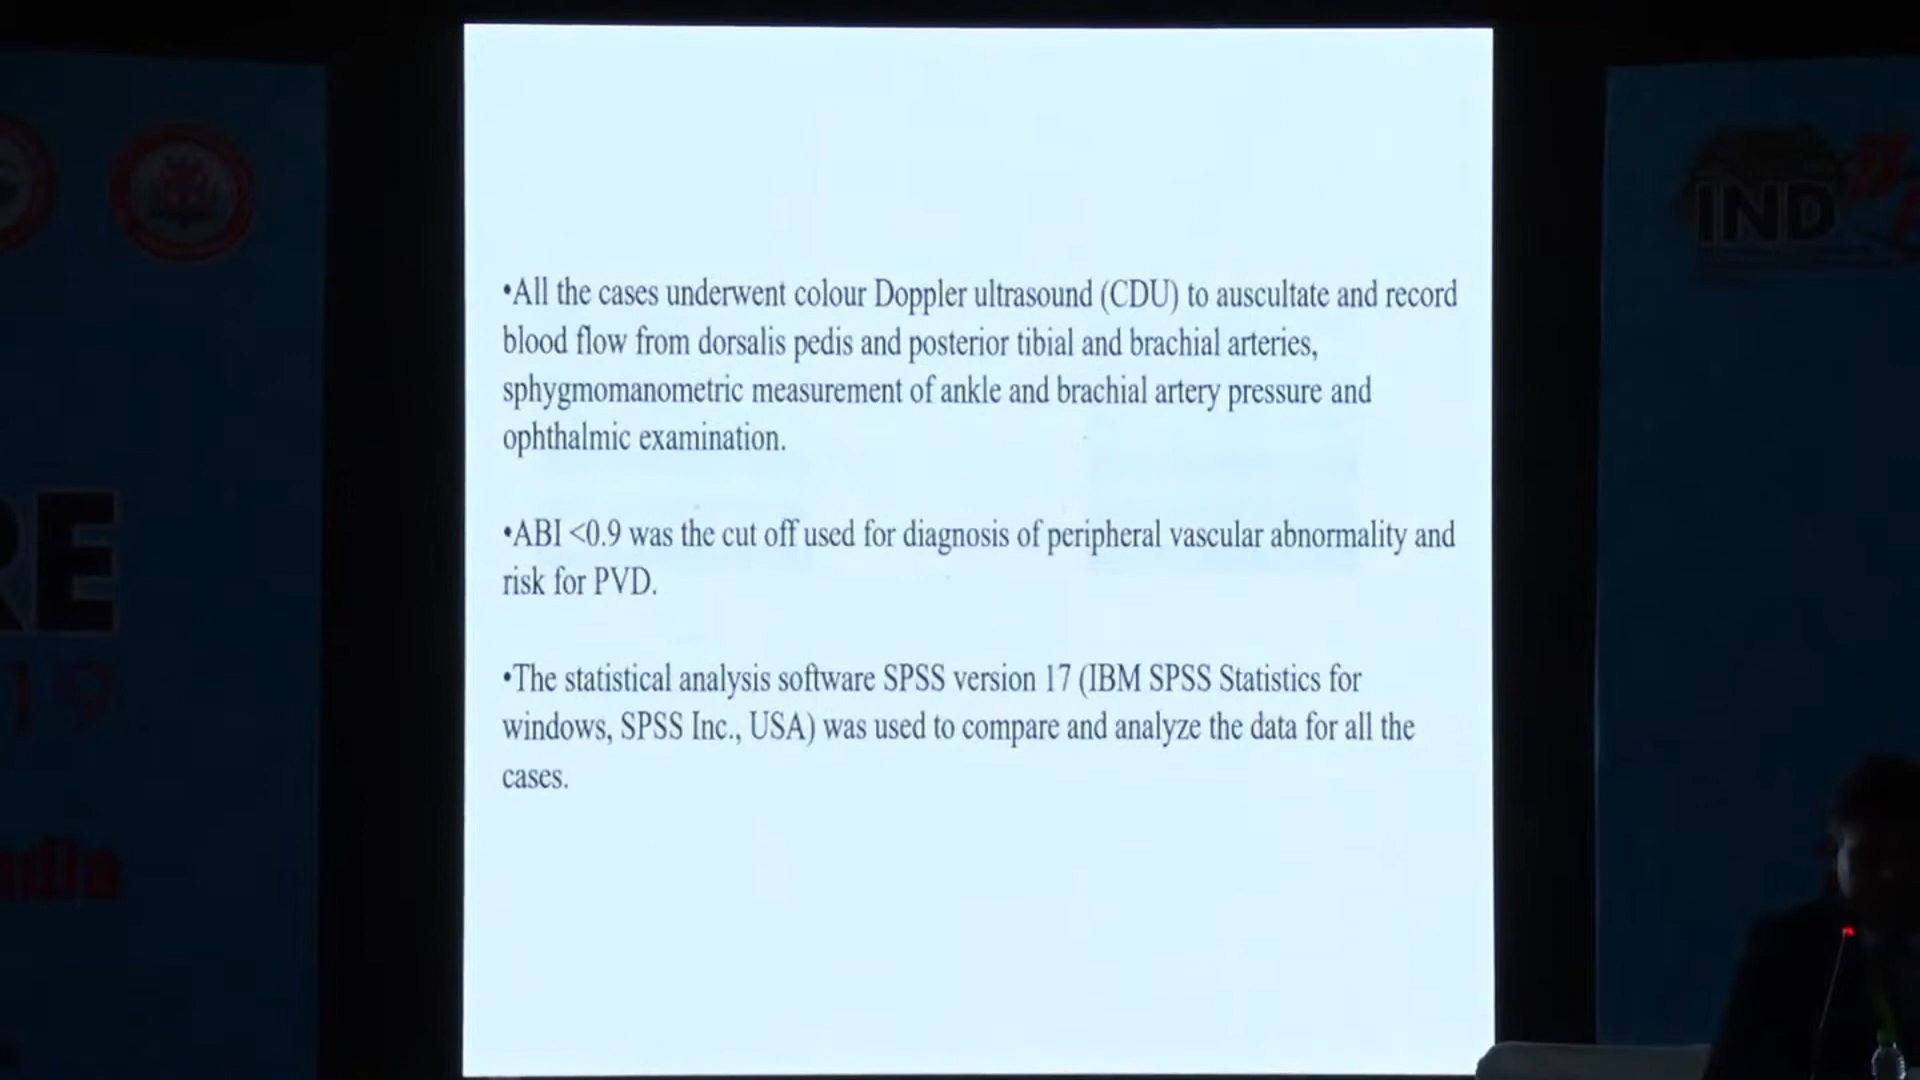 •All the cases underwent colour Doppler ultrasound (CDU) to auscultate and record
blood flow from dorsalis pedis and posterior tibial and brachial arteries,
sphygmomanometric measurement of ankle and brachial artery pressure and
ophthalmic examination.
•ABI <0.9 was the cut off used for diagnosis of peripheral vascular abnormality and
risk for PVD.
•The statistical analysis software SPSS version 17 (IBM SPSS Statistics for
windows, SPSS Inc., USA) was used to compare and analyze the data for all the
cases.
RE
19
IND